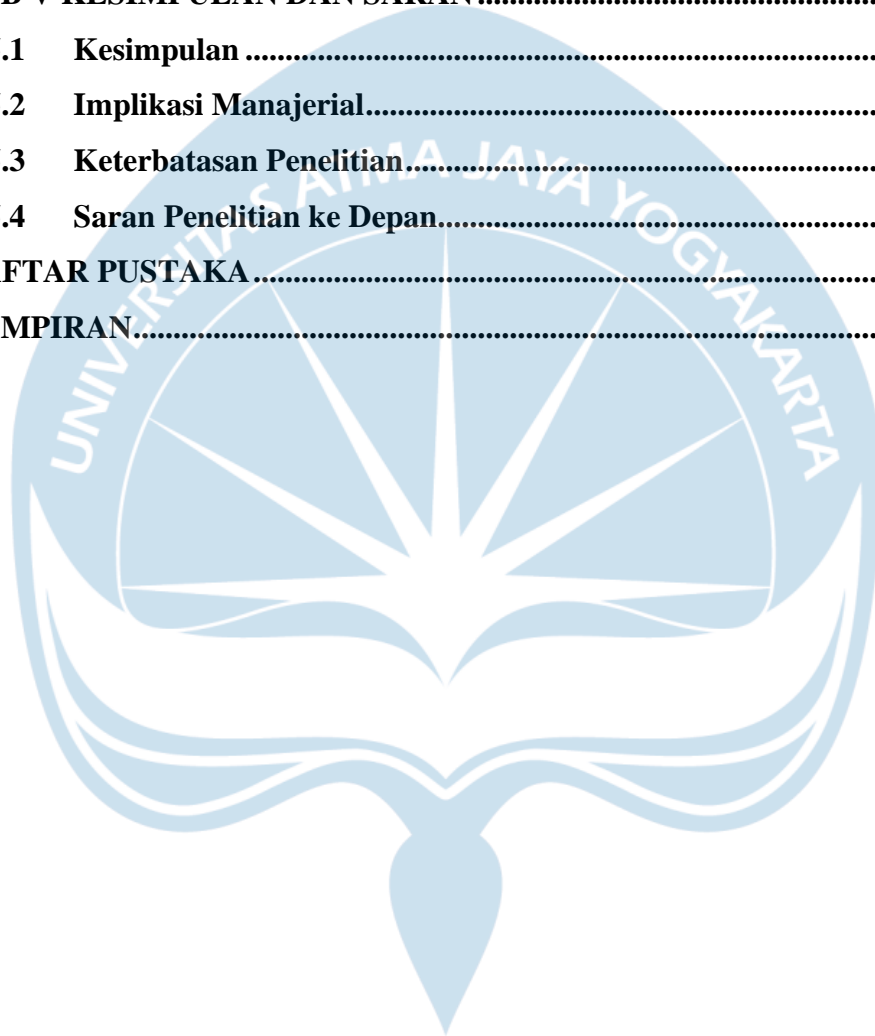 B V KESIMPULAN DAN SARAN
.1 Kesimpulan
.2 Implikasi Manajerial
.3 Keterbatasan Penelitian
.4 Saran Penelitian ke Depan
FTAR PUSTAKA
MPIRAN
UNIVERSITAS ATMA JAYA YOGYAKARTA